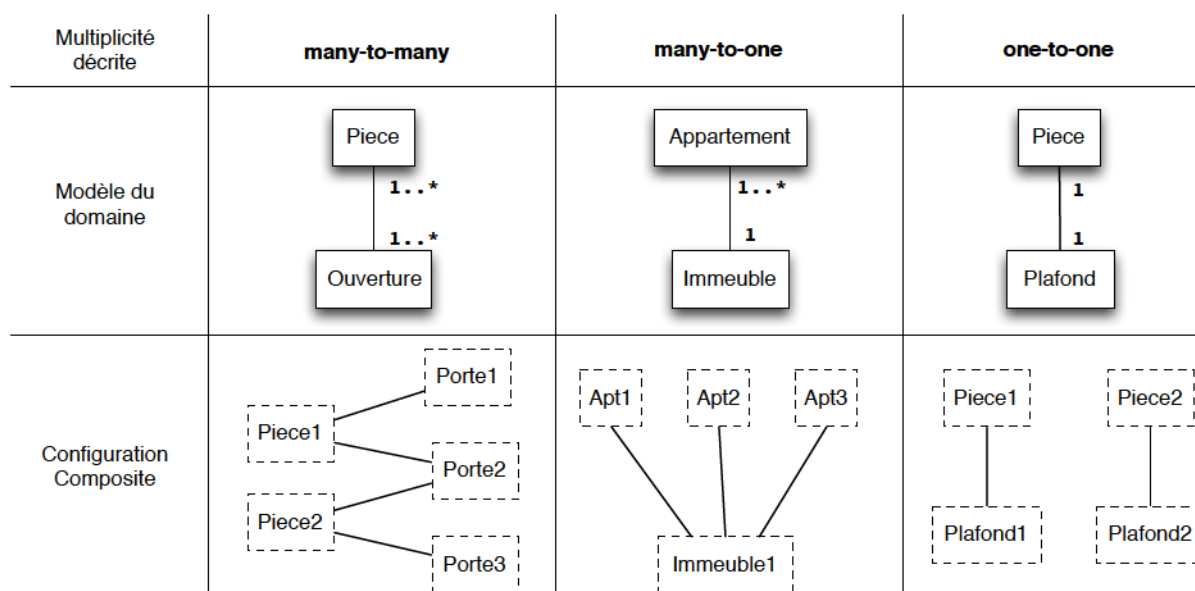 Multiplicité
décrite
many-to-many
many-to-one
one-to-one
Modèle du
domaine
Piece
1..*
1..*
Ouverture
Appartement
1..*
1
Immeuble
Piece
1
1
Plafond
Configuration
Composite
Porte1
Piece1
Porte2
Piece2
Porte3
Apt1
Apt2
Apt3
Immeuble1
Piece1
Piece2
Plafond1
Plafond2